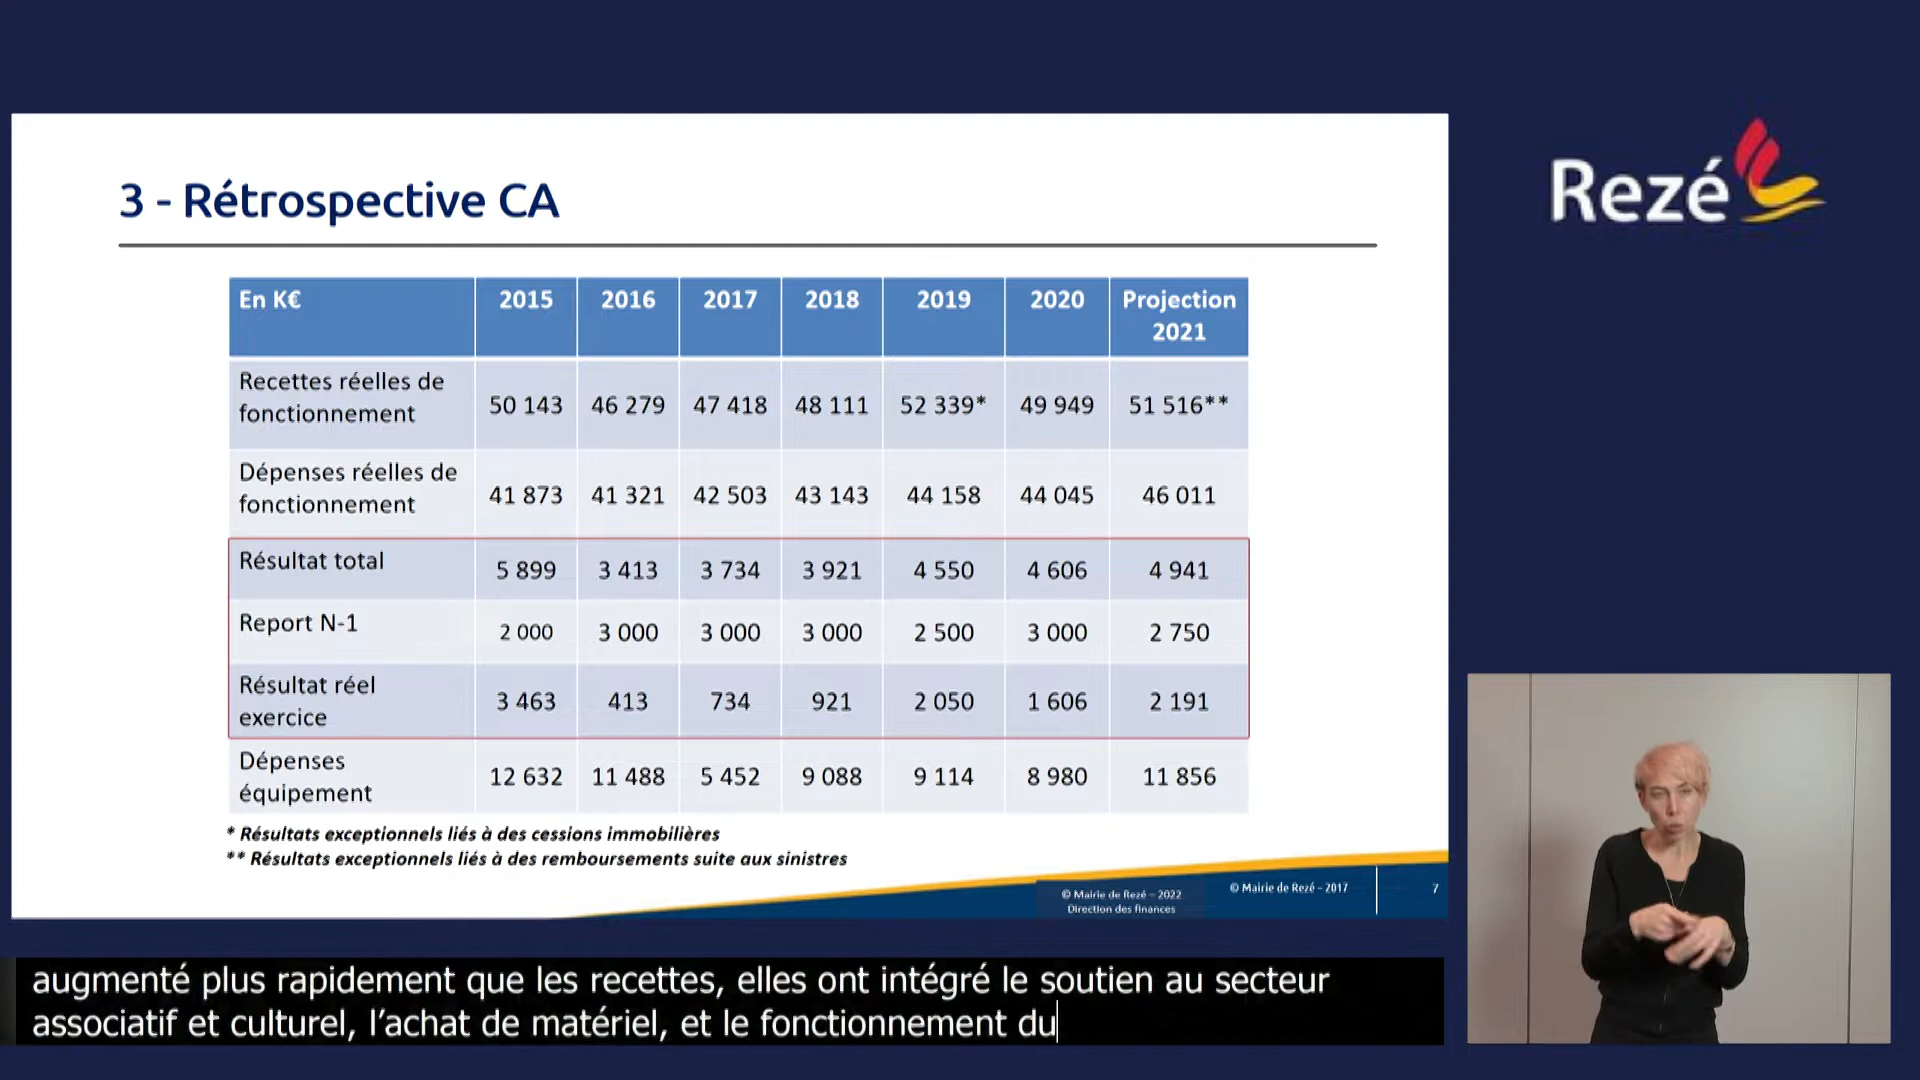 Rezé
3 - Rétrospective CA
En K€ 2015 2016 2017 2018 2019 2020 Projection
2021
Recettes réelles de
fonctionnement 50 143 46 279 47 418 48 111 52 339* 49 949 51 516**
Dépenses réelles de
fonctionnement 41 873 41 321 42 503 43 143 44 158 44 045 46 011
Résultat total 5 899 3 413 3 734 3 921 4 550 4 606 4 941
Report N-1 2 000 3 000 3 000 3 000 2 500 3 000 2 750
Résultat réel
exercice 3 463 413 734 921 2 050 1 606 2 191
Dépenses
équipement 12 632 11 488 5 452 9 088 9 114 8 980 11 856
* Résultats exceptionnels liés à des cessions immobilières
** Résultats exceptionnels liés à des remboursements suite aux sinistres
© Mairie de Rezé – 2022
Direction des finances
© Mairie de Rezé – 2017
7
augmenté plus rapidement que les recettes, elles ont intégré le soutien au secteur
associatif et culturel, l’achat de matériel, et le fonctionnement du